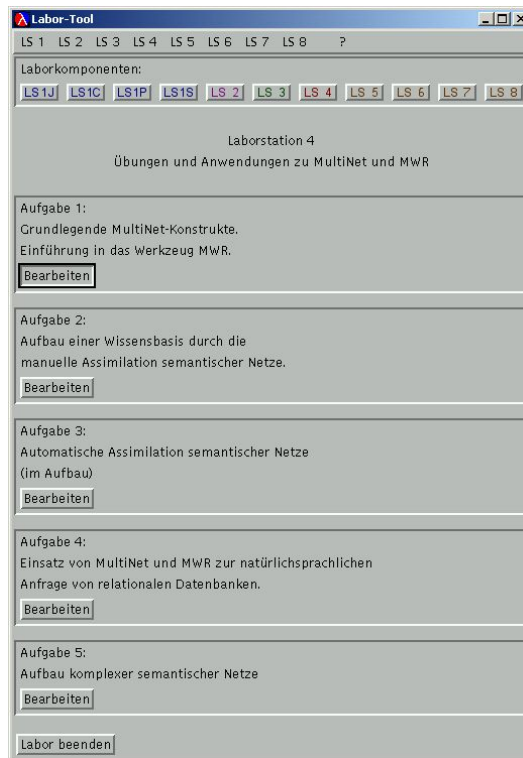 Labor-Tool
LS 1 LS 2 LS 3 LS 4 LS 5 LS 6 LS 7 LS 8 ?
Laborkomponenten:
LS1J LS1C LS1P LS1S LS 2 LS 3 LS 4 LS 5 LS 6 LS 7 LS 8
Laborstation 4
Übungen und Anwendungen zu MultiNet und MWR
Aufgabe 1:
Grundlegende MultiNet-Konstrukte.
Einführung in das Werkzeug MWR.
Bearbeiten
Aufgabe 2:
Aufbau einer Wissensbasis durch die
manuelle Assimilation semantischer Netze.
Bearbeiten
Aufgabe 3:
Automatische Assimilation semantischer Netze
(im Aufbau)
Bearbeiten
Aufgabe 4:
Einsatz von MultiNet und MWR zur natürlichsprachlichen
Anfrage von relationalen Datenbanken.
Bearbeiten
Aufgabe 5:
Aufbau komplexer semantischer Netze
Bearbeiten
Labor beenden